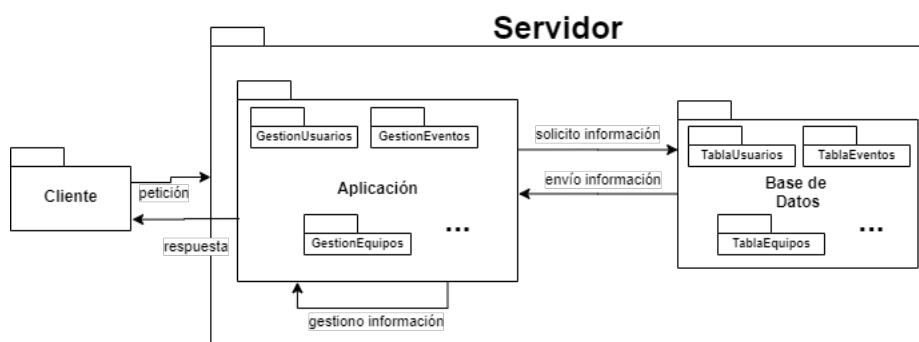 Servidor
GestionUsuarios
GestionEventos
solicito información
TablaUsuarios
TablaEventos
Cliente
petición
Aplicación
envío información
Base de
Datos
respuesta
GestionEquipos
...
TablaEquipos
...
gestiono información